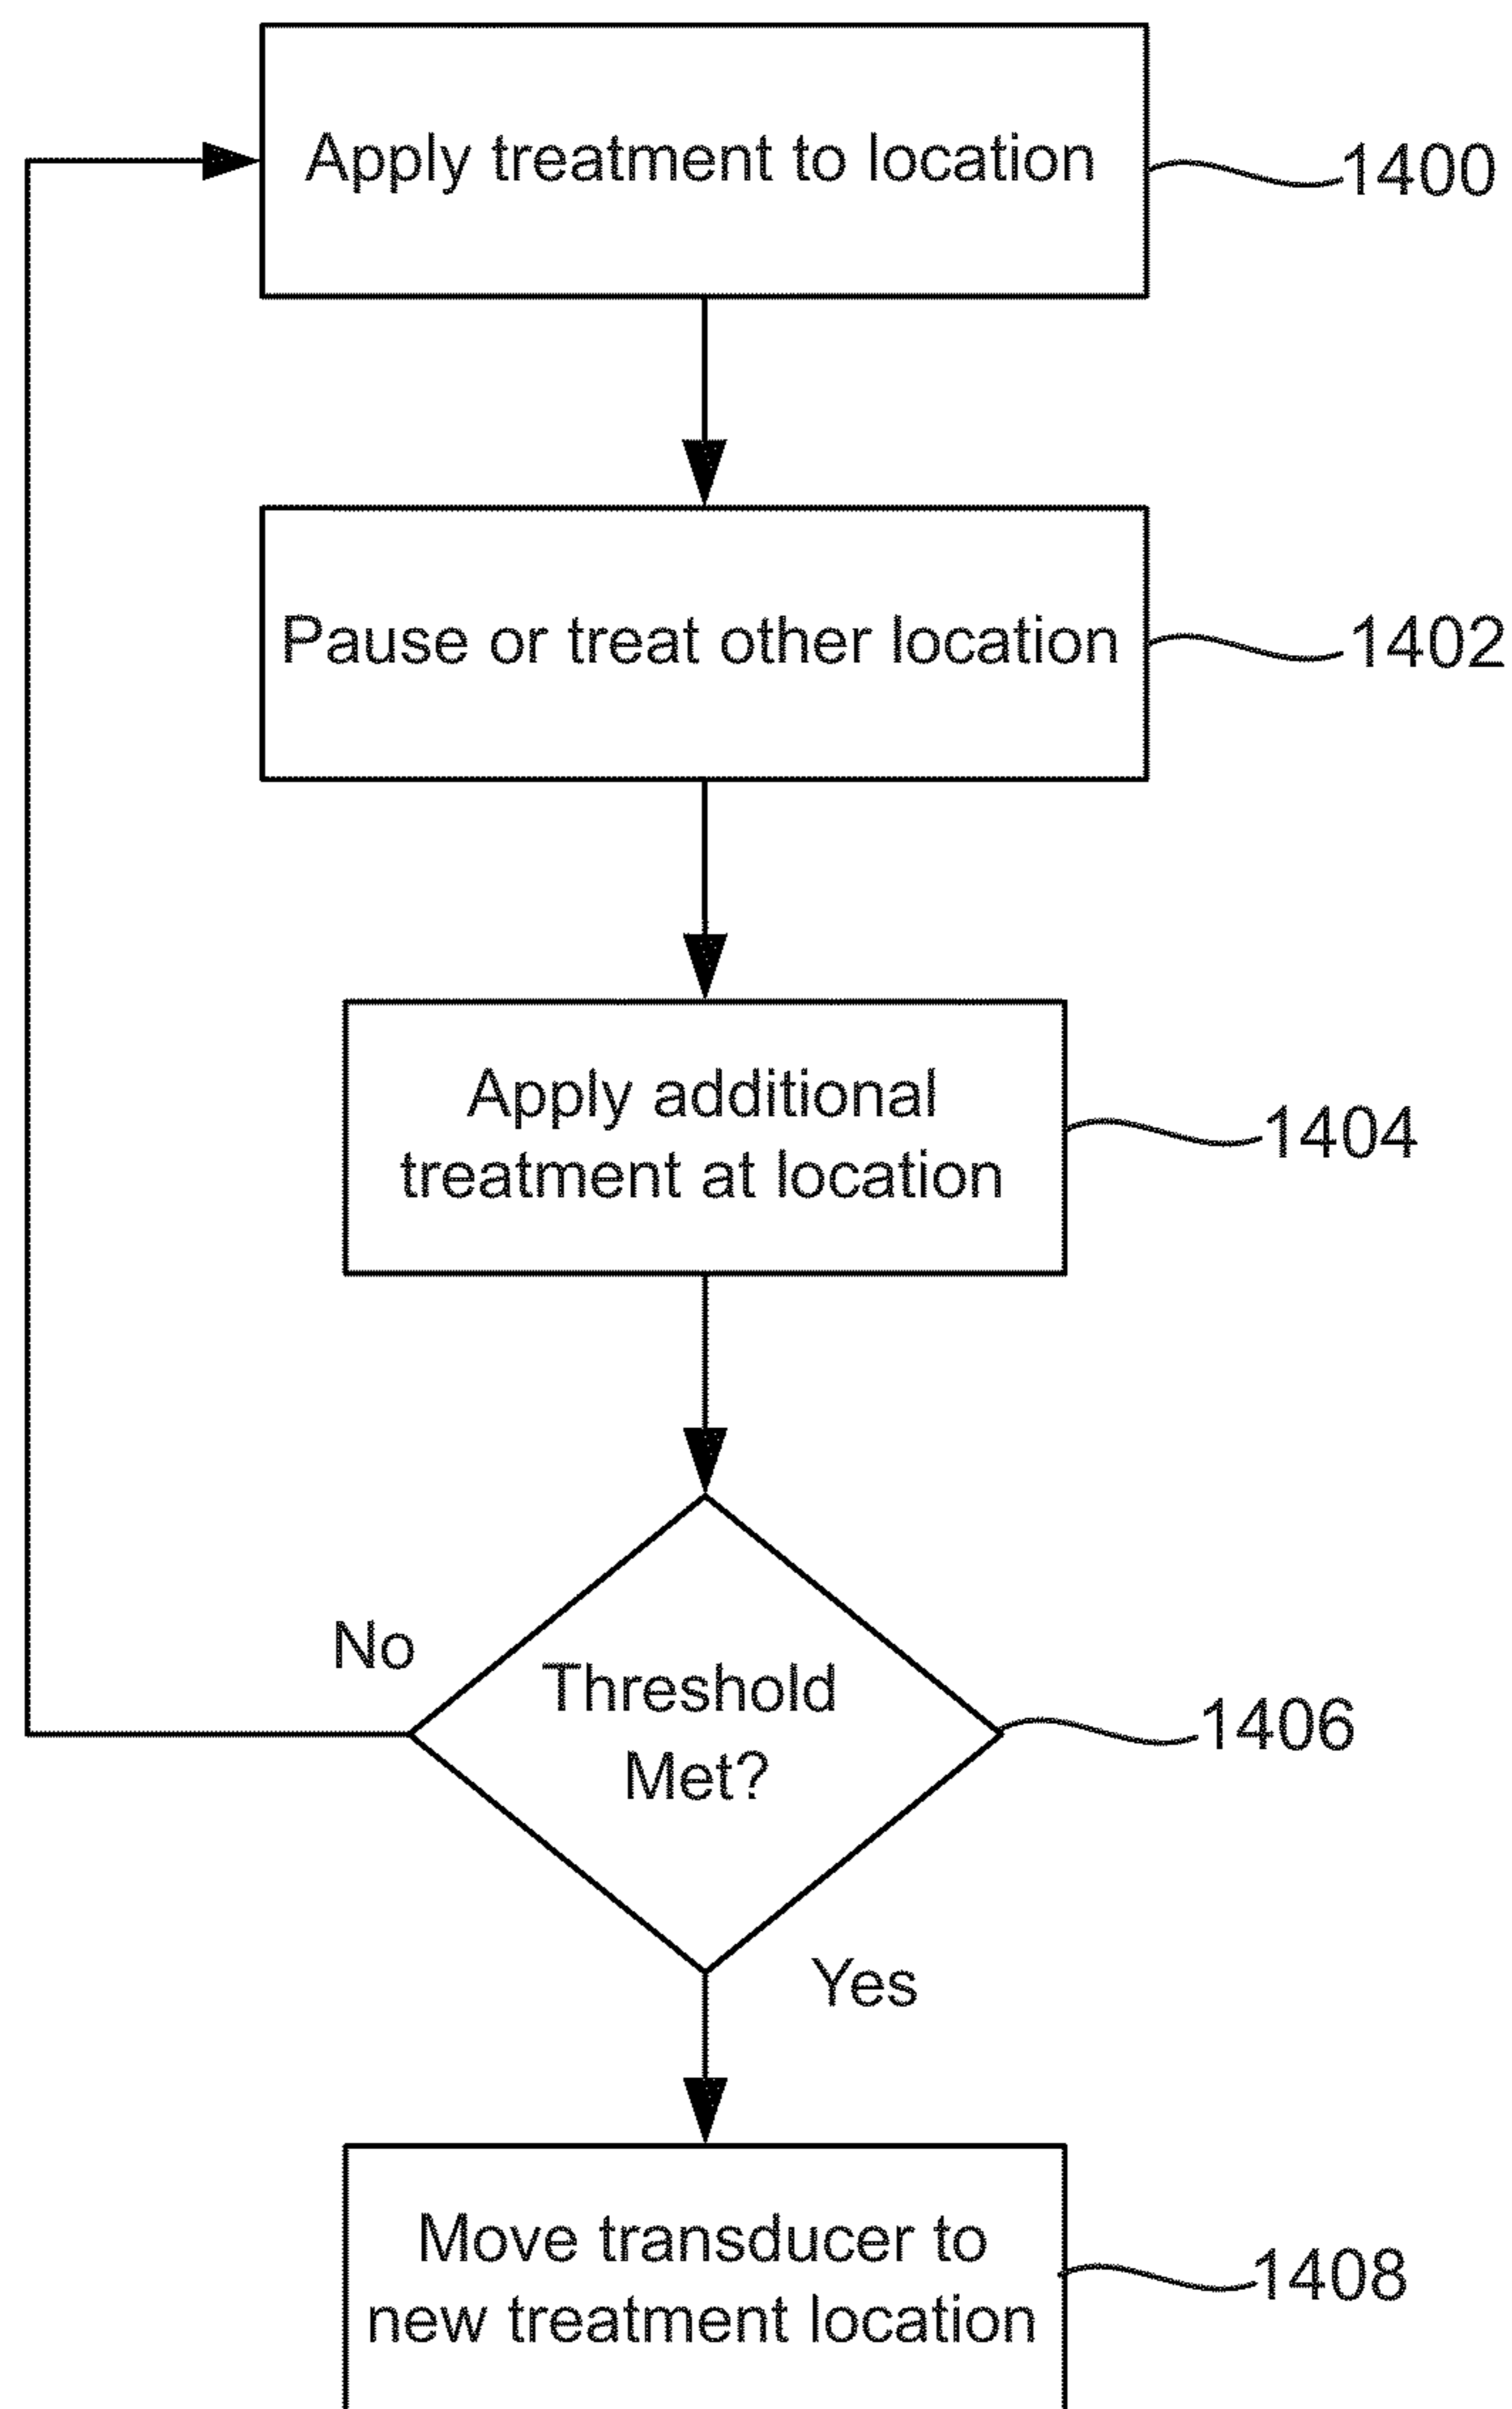 Apply treatment to location
1400
Pause or treat other location
1402
Apply additional
treatment at location
1404
No
Threshold
Met?
1406
Yes
Move transducer to
new treatment location
1408